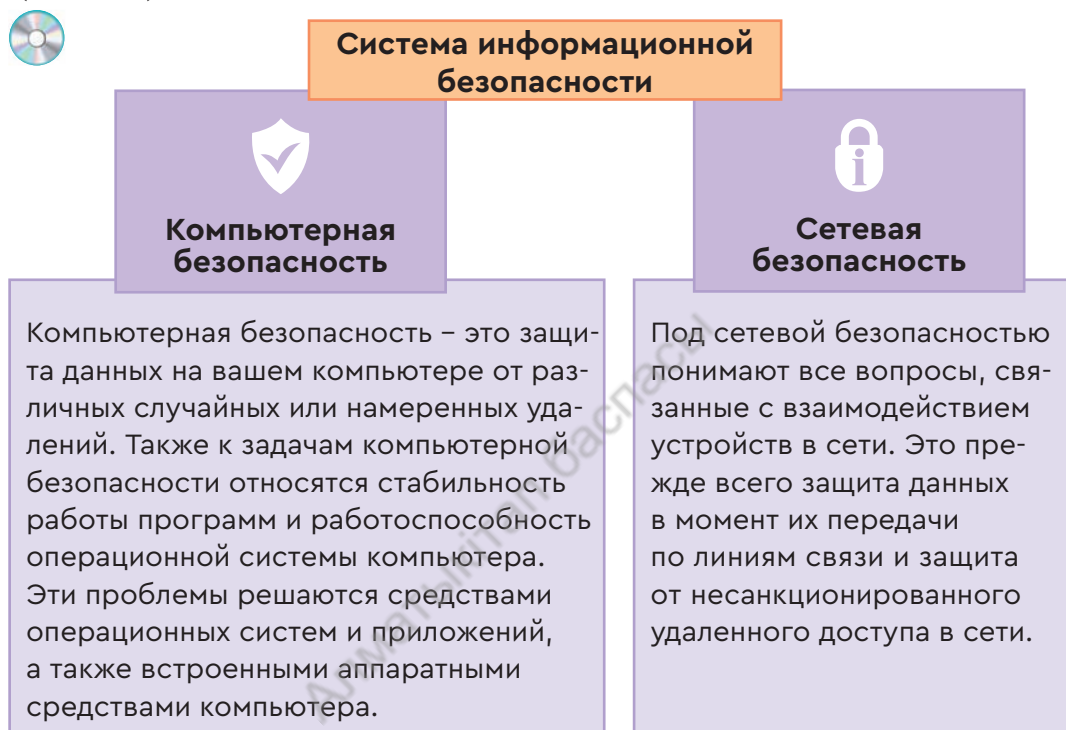 Система информационной
безопасности
Компьютерная
безопасность
Компьютерная безопасность – это защи-
та данных на вашем компьютере от раз-
личных случайных или намеренных уда-
лений. Также к задачам компьютерной
безопасности относятся стабильность
работы программ и работоспособность
операционной системы компьютера.
Эти проблемы решаются средствами
операционных систем и приложений,
а также встроенными аппаратными
средствами компьютера.
Сетевая
безопасность
Под сетевой безопасностью
понимают все вопросы, свя-
занные с взаимодействием
устройств в сети. Это пре-
жде всего защита данных
в момент их передачи
по линиям связи и защита
от несанкционированного
удаленного доступа в сети.
Алматыкітап баспасы